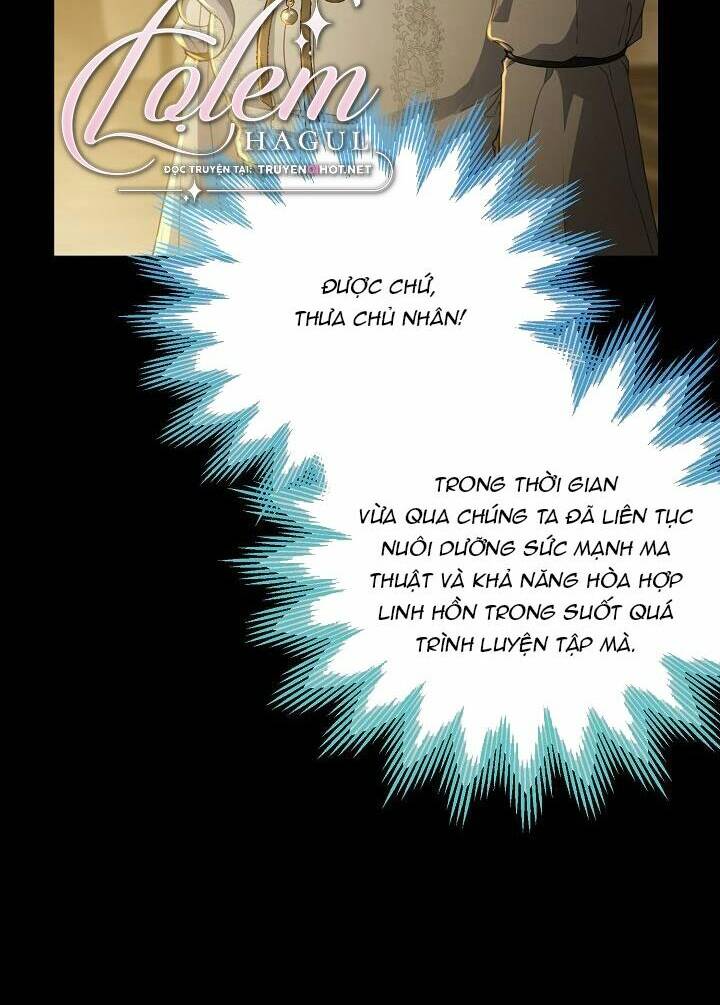 Lọlem
HAGUL
ĐỌC TRUYỆN TẠI: TRUYENQIHOT.NET
ĐƯỢC CHỨ,
THƯA CHỦ NHÂN!
TRONG THỜI GIAN
VỪA QUA CHÚNG TA ĐÃ LIÊN TỤC
NUÔI DƯỠNG SỨC MẠNH MA
THUẬT VÀ KHẢ NĂNG HÒA HỢP
LINH HỒN TRONG SUỐT QUÁ
TRÌNH LUYỆN TẬP MÀ.